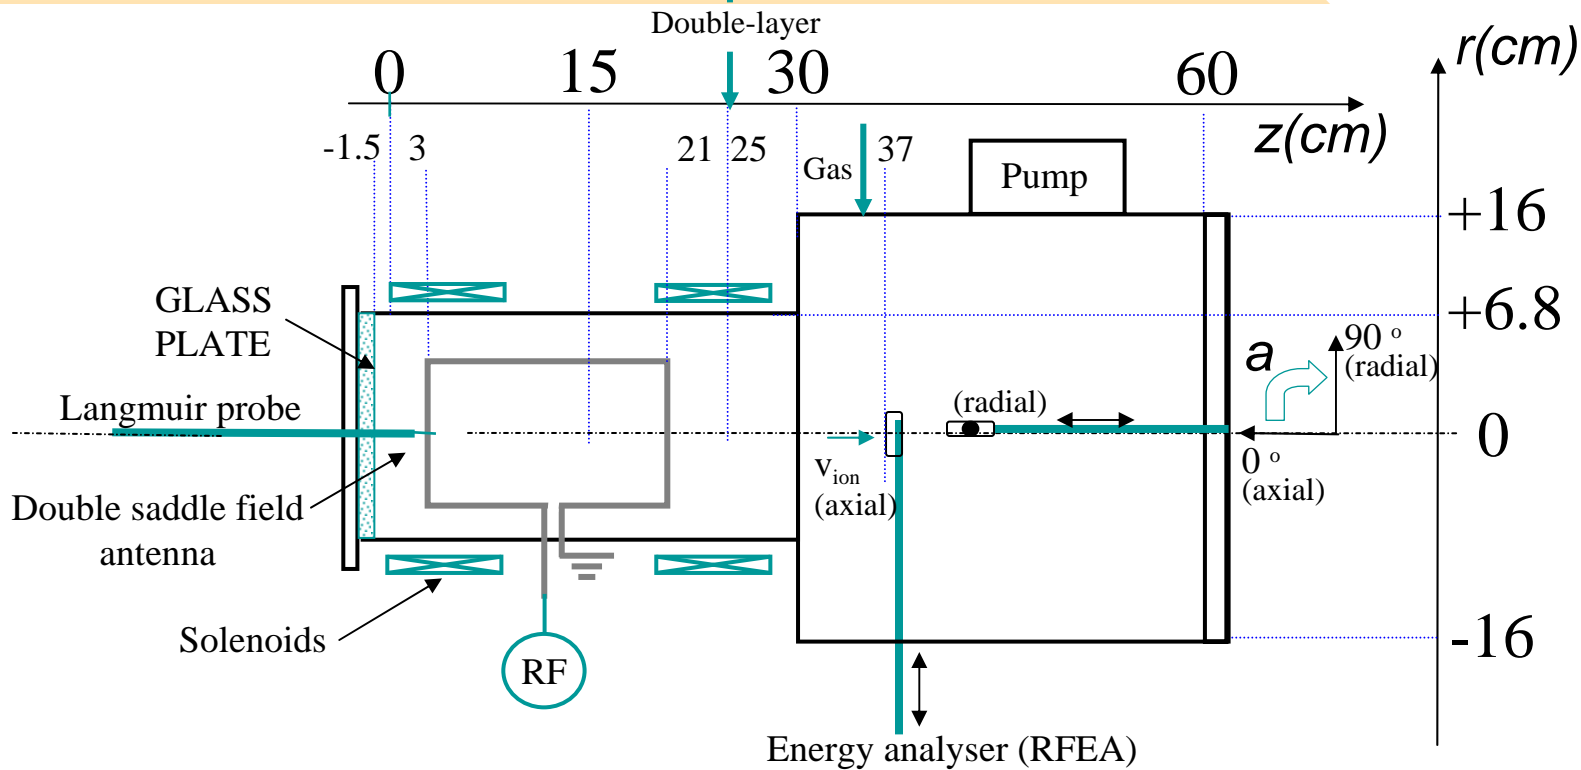 Double-layer
0
15
30
60
r(cm)
z(cm)
-1.5
3
21
25
37
Gas
Pump
+16
GLASS
PLATE
+6.8
a
90 o
(radial)
Langmuir probe
(radial)
0
0 o
(axial)
vion
(axial)
Double saddle field
antenna
Solenoids
RF
-16
Energy analyser (RFEA)